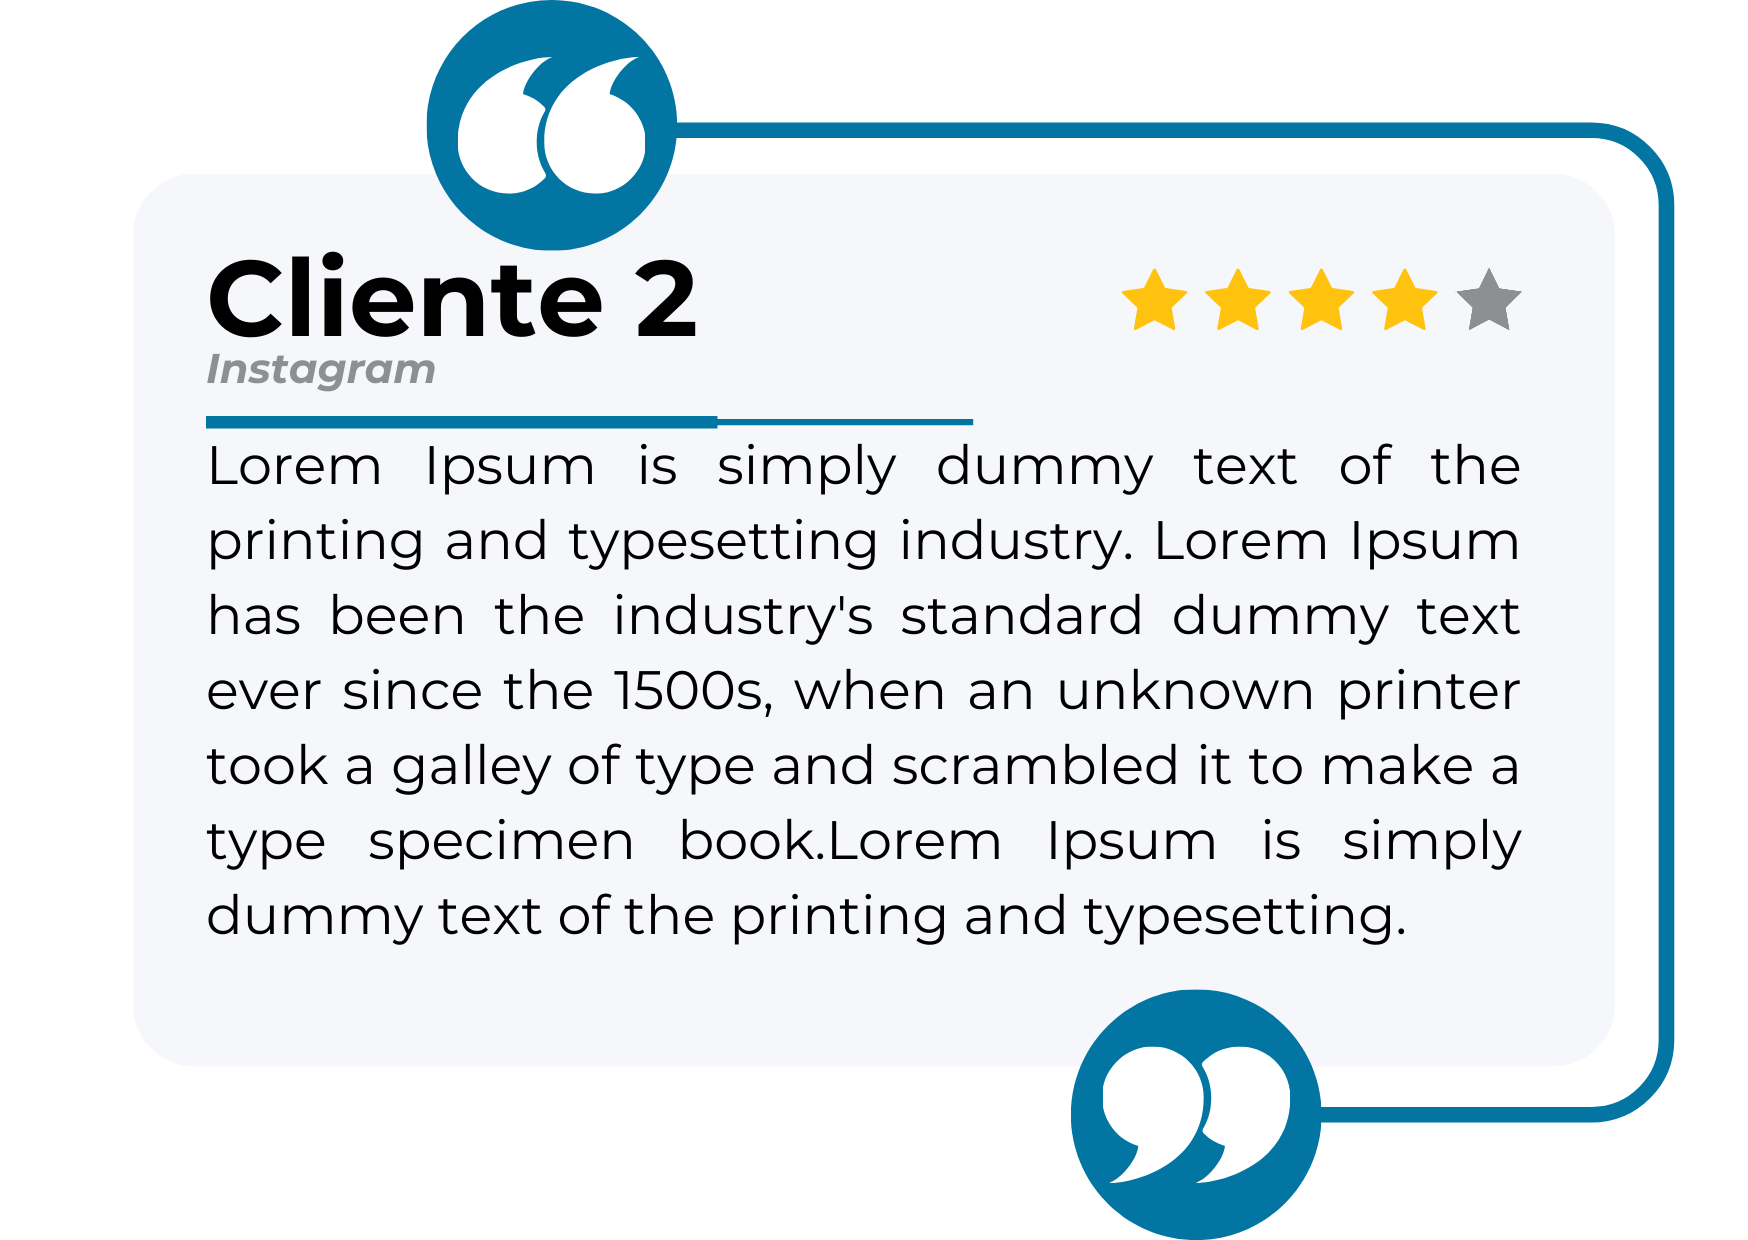 Cliente 2
Instagram
Lorem Ipsum is simply dummy text of the
printing and typesetting industry. Lorem Ipsum
has been the industry's standard dummy text
ever since the 1500s, when an unknown printer
took a galley of type and scrambled it to make a
type specimen book.Lorem Ipsum is simply
dummy text of the printing and typesetting.